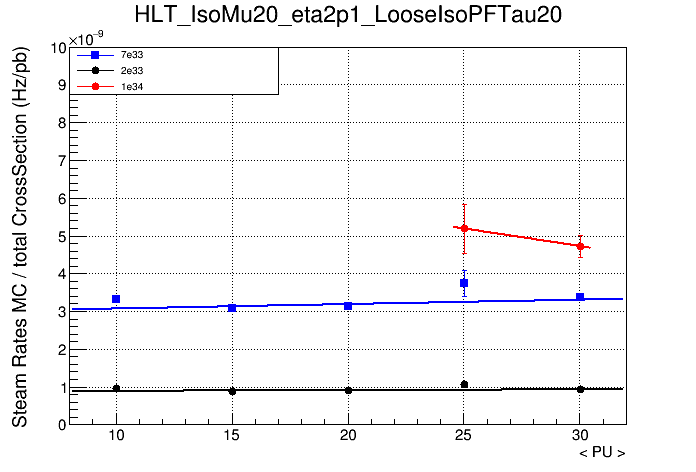 HLT_IsoMu20_eta2p1_LooseIsoPFTau20
×10⁻⁹
Steam Rates MC / total CrossSection (Hz/pb)
7e33
2e33
1e34
10
9
8
7
6
5
4
3
2
1
0
10 15 20 25 30
< PU >